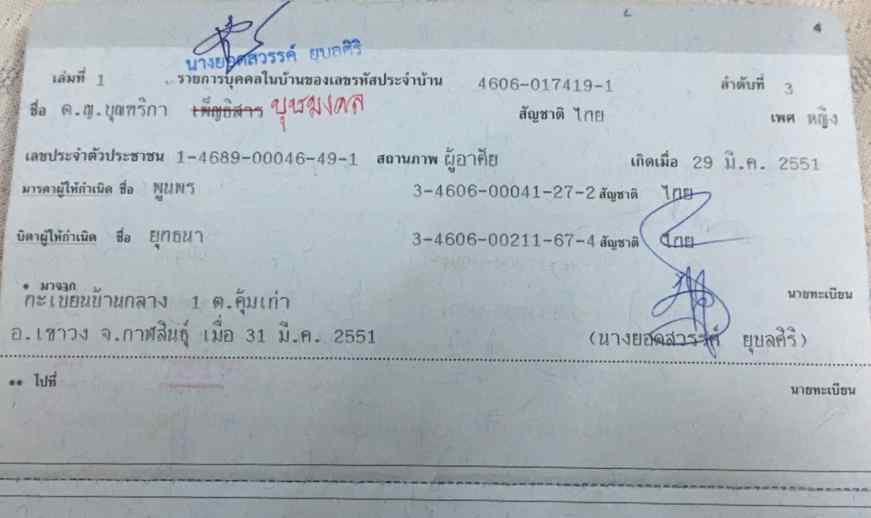 4
นางยอดสวรรค์ ยุบลศิริ
เล่มที่ 1 รายการบุคคลในบ้านของเลขรหัสประจำบ้าน 4606-017419-1 ลำดับที่ 3
ชื่อ ด.ญ.บุณฑริกา เพ็ญธิสาร บุษมงคล สัญชาติ ไทย เพศ หญิง
เลขประจำตัวประชาชน 1-4689-00046-49-1 สถานภาพ ผู้อาศัย เกิดเมื่อ 29 มี.ค. 2551
มารดาผู้ให้กำเนิด ชื่อ พูนพร 3-4606-00041-27-2 สัญชาติ ไทย
บิดาผู้ให้กำเนิด ชื่อ ยุทธนา 3-4606-00211-67-4 สัญชาติ ไทย
* มาจาก นายทะเบียน
ทะเบียนบ้านกลาง 1 ต.คุ้มเก่า
อ.เขาวง จ.กาฬสินธุ์ เมื่อ 31 มี.ค. 2551 (นางยอดสวรรค์ ยุบลศิริ)
** ไปที่ นายทะเบียน